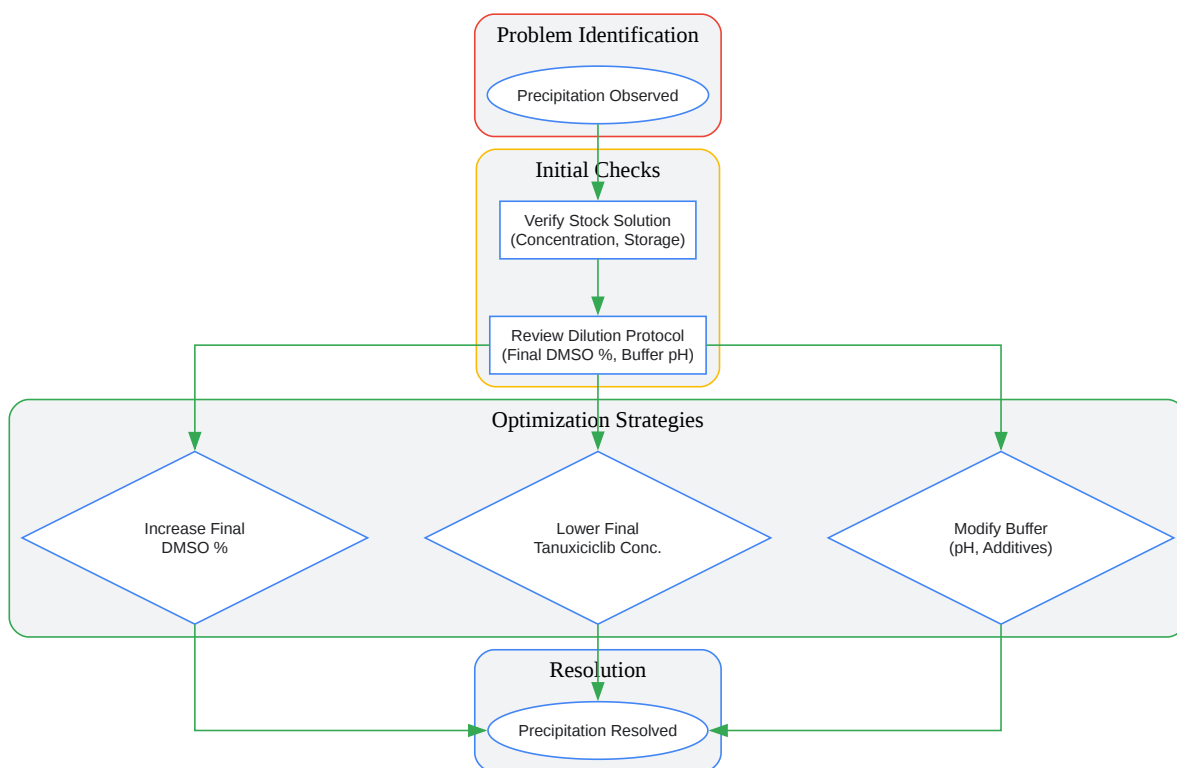 Problem Identification
Precipitation Observed
Initial Checks
Verify Stock Solution
(Concentration, Storage)
Review Dilution Protocol
(Final DMSO %, Buffer pH)
Optimization Strategies
Increase Final
DMSO %
Lower Final
Tanuxiciclib Conc.
Modify Buffer
(pH, Additives)
Resolution
Precipitation Resolved